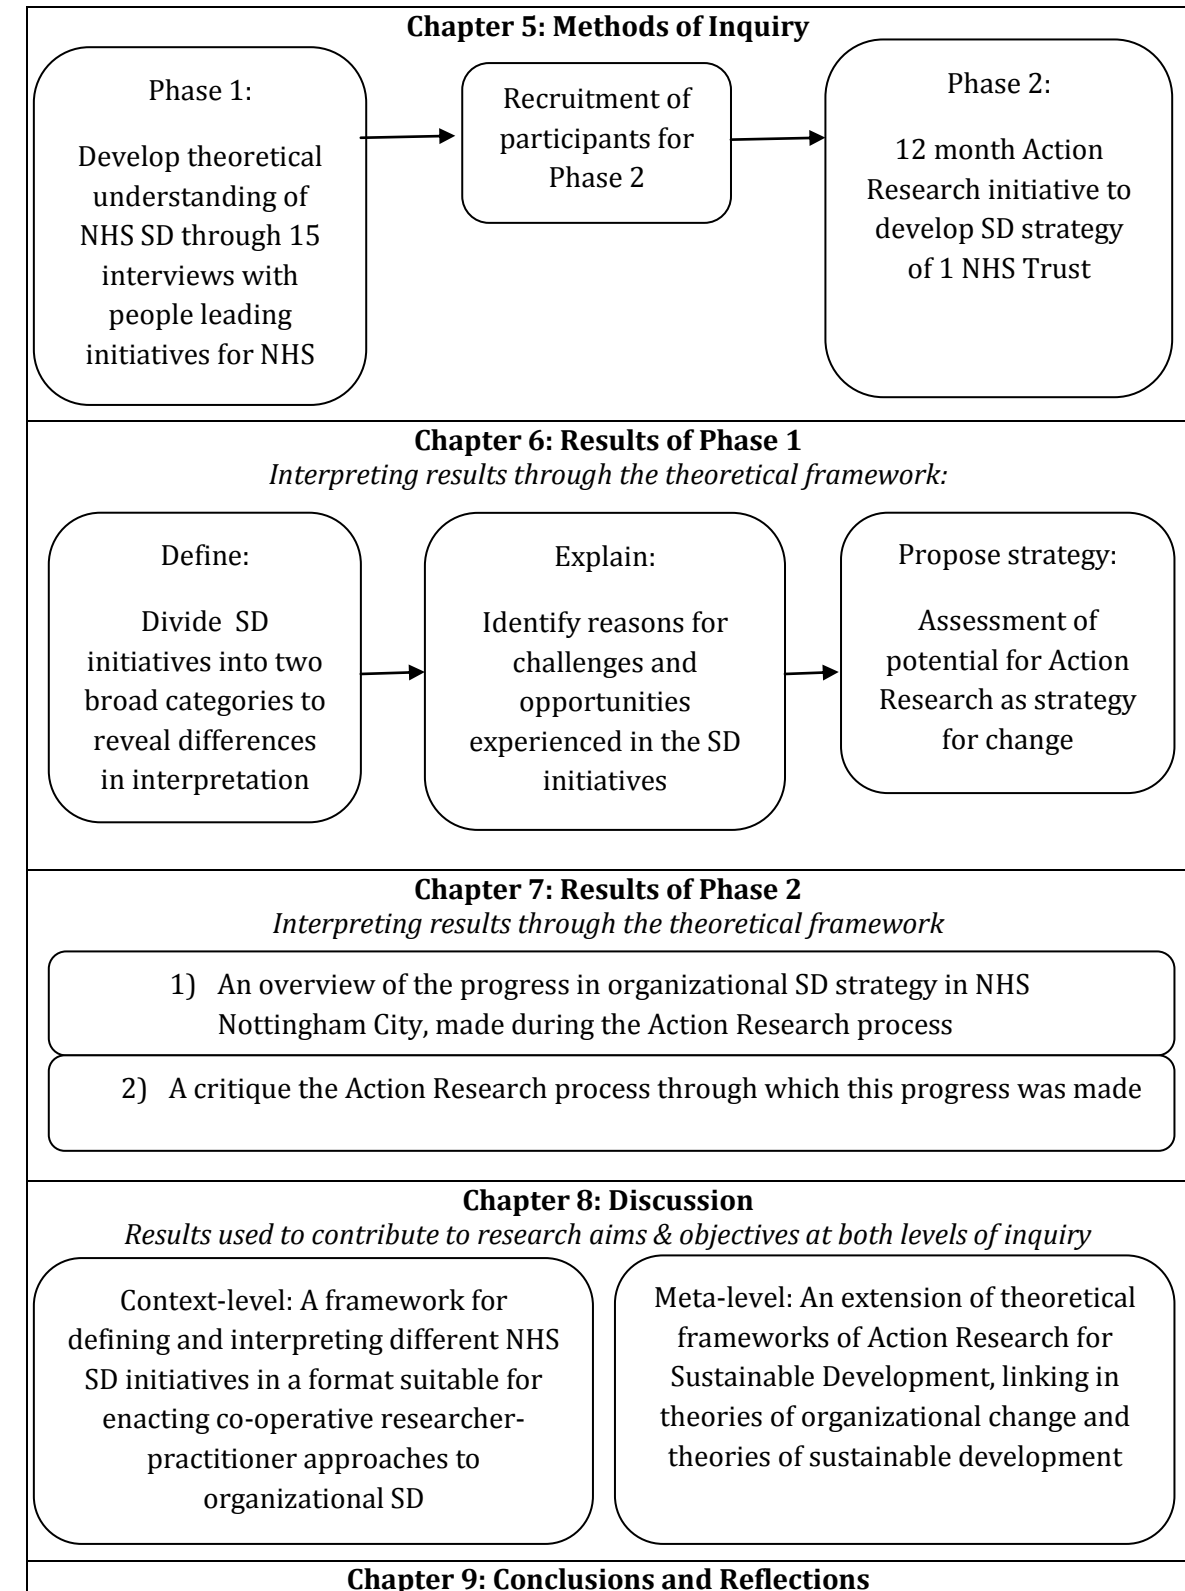 Chapter 5: Methods of Inquiry
Phase 1:
Develop theoretical
understanding of
NHS SD through 15
interviews with
people leading
initiatives for NHS
Recruitment of
participants for
Phase 2
Phase 2:
12 month Action
Research initiative to
develop SD strategy
of 1 NHS Trust
Chapter 6: Results of Phase 1
Interpreting results through the theoretical framework:
Define:
Divide  SD
initiatives into two
broad categories to
reveal differences
in interpretation
Explain:
Identify reasons for
challenges and
opportunities
experienced in the SD
initiatives
Propose strategy:
Assessment of
potential for Action
Research as strategy
for change
Chapter 7: Results of Phase 2
Interpreting results through the theoretical framework
1) An overview of the progress in organizational SD strategy in NHS
Nottingham City, made during the Action Research process
2) A critique the Action Research process through which this progress was made
Chapter 8: Discussion
Results used to contribute to research aims & objectives at both levels of inquiry
Context-level: A framework for
defining and interpreting different NHS
SD initiatives in a format suitable for
enacting co-operative researcher-
practitioner approaches to
organizational SD
Meta-level: An extension of theoretical
frameworks of Action Research for
Sustainable Development, linking in
theories of organizational change and
theories of sustainable development
Chapter 9: Conclusions and Reflections